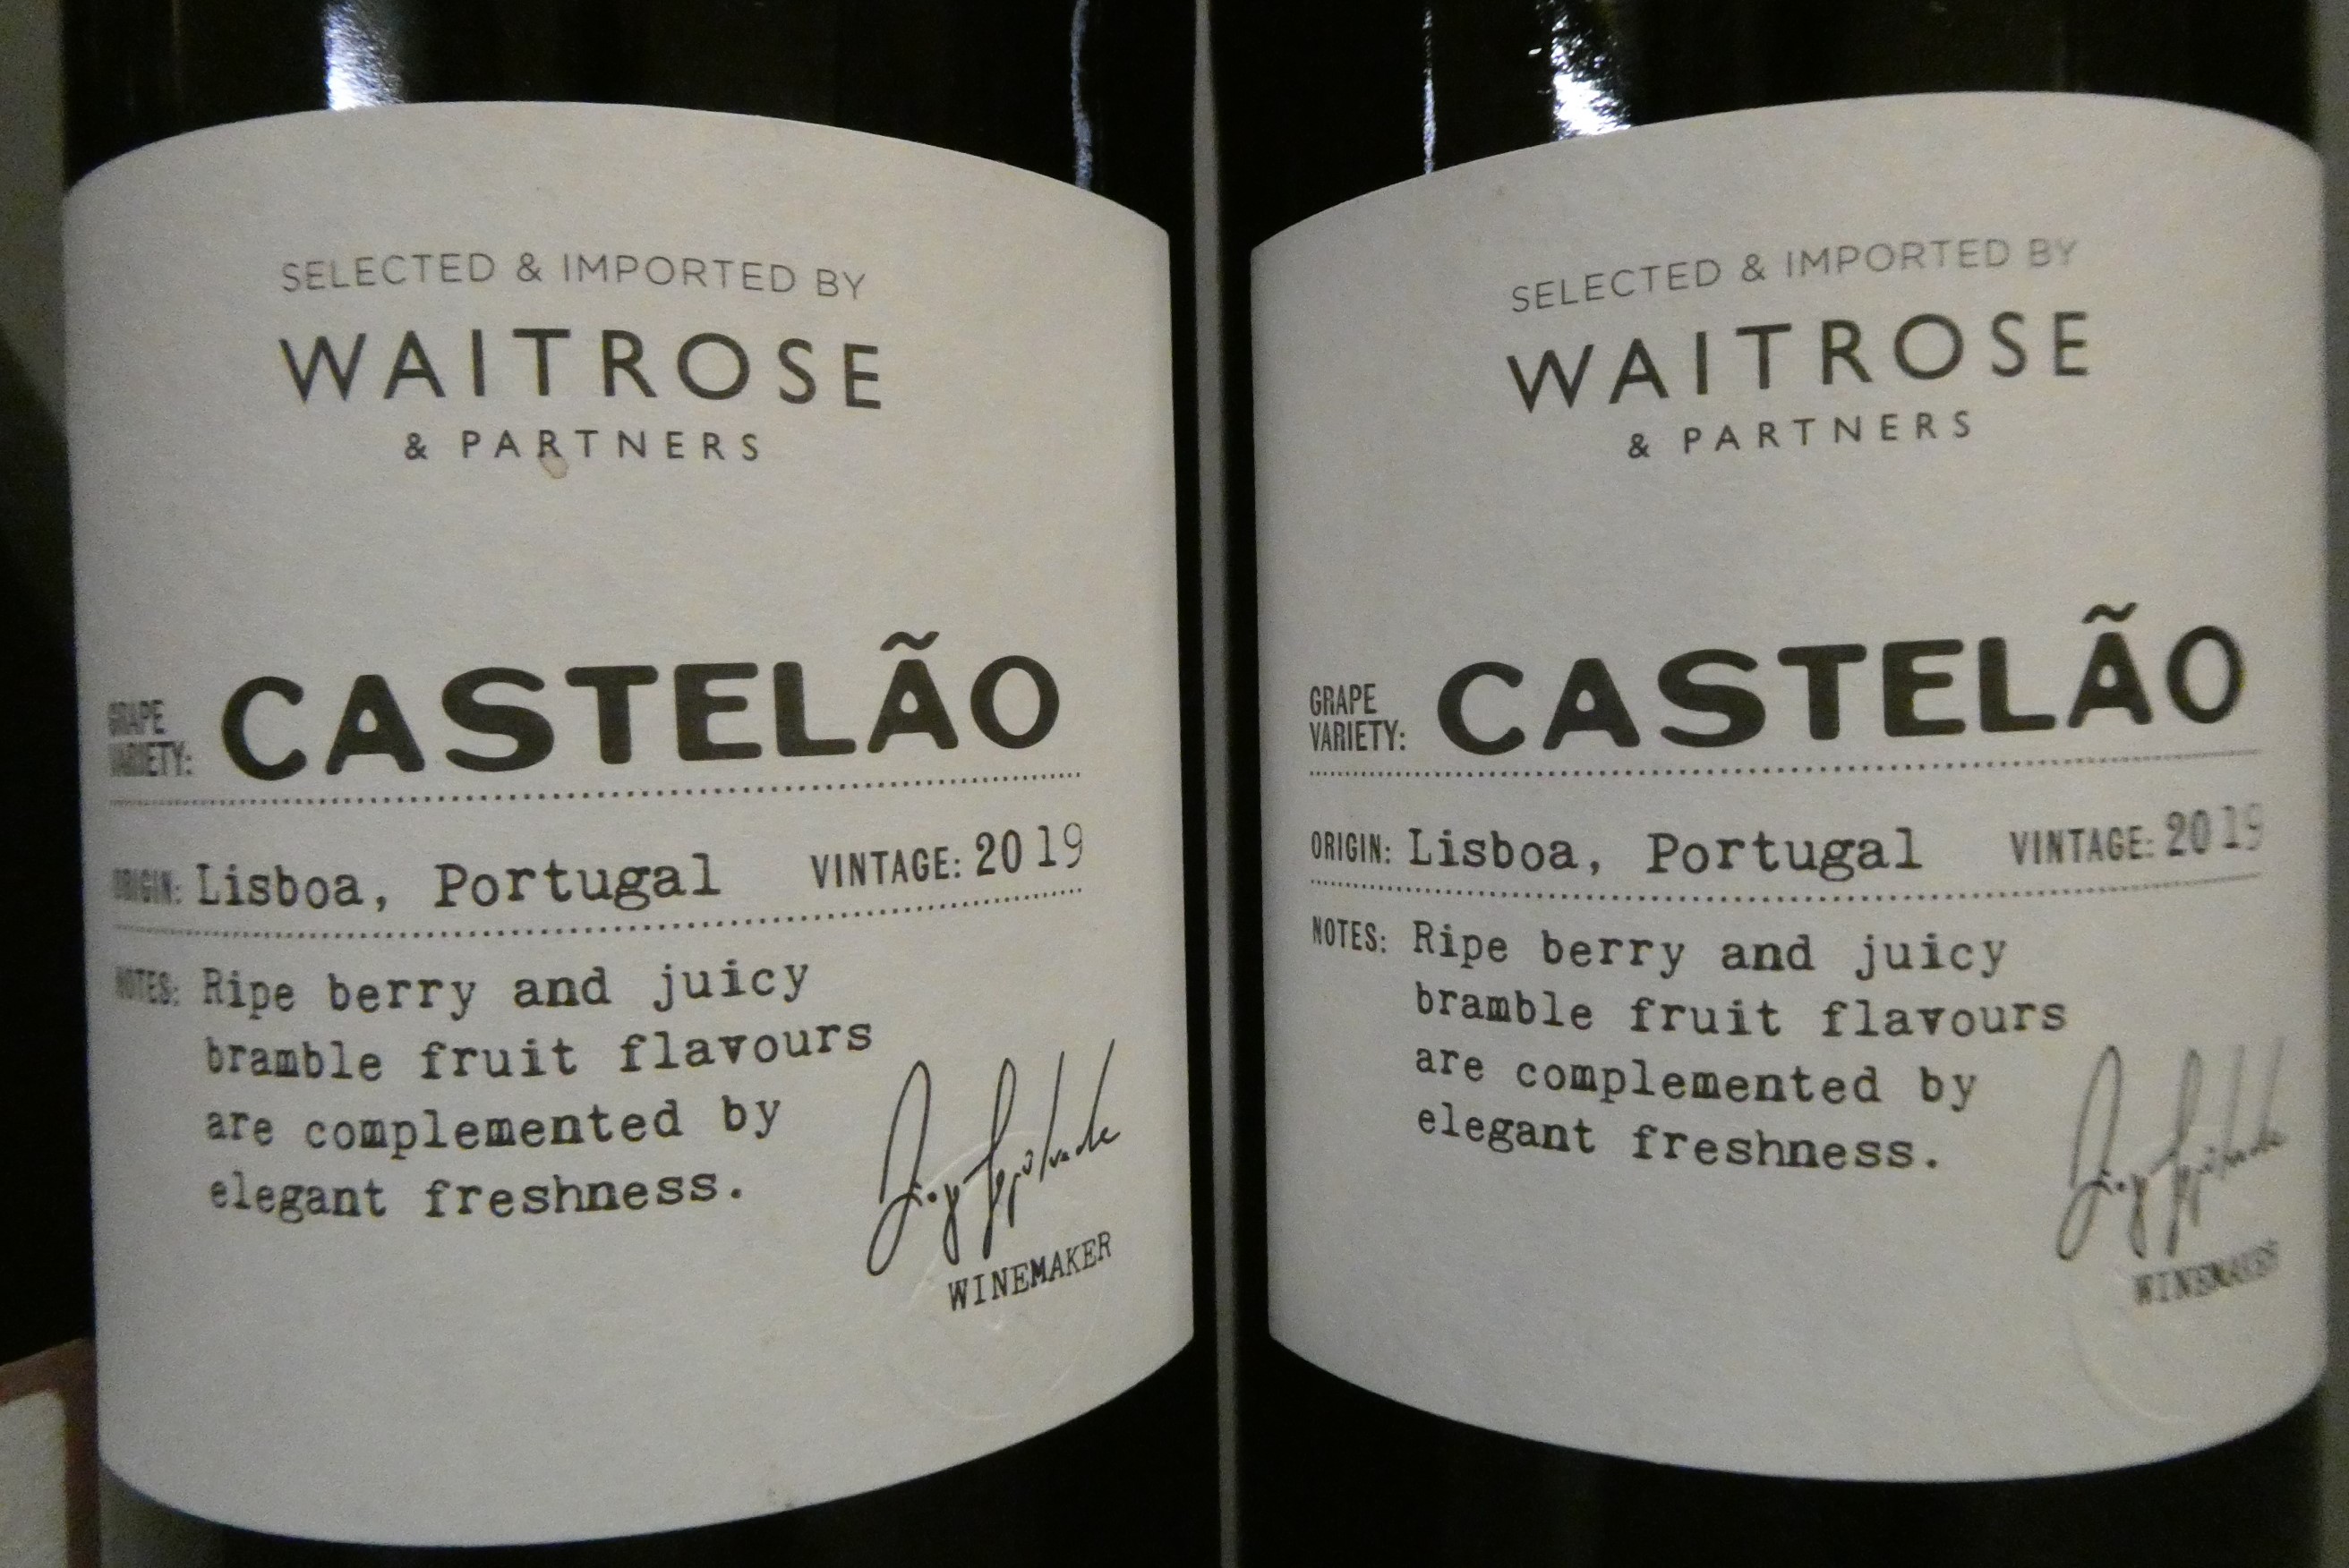 SELECTED & IMPORTED BY
WAITROSE
& PARTNERS
GRAPE
VARIETY:
CASTELÃO
ORIGIN: Lisboa, Portugal VINTAGE: 2019
NOTES: Ripe berry and juicy
bramble fruit flavours
are complemented by
elegant freshness.
WINEMAKER
SELECTED & IMPORTED BY
WAITROSE
& PARTNERS
GRAPE
VARIETY:
CASTELÃO
ORIGIN: Lisboa, Portugal VINTAGE: 2019
NOTES: Ripe berry and juicy
bramble fruit flavours
are complemented by
elegant freshness.
WINEMAKER